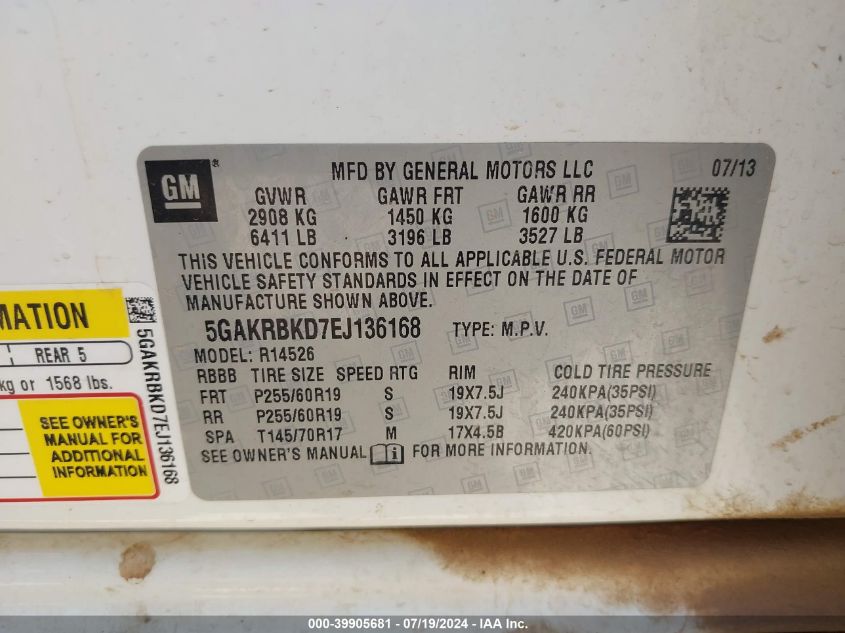 GM ®
MFD BY GENERAL MOTORS LLC 07/13
GVWR GAWR FRT GAWR RR
2908 KG 1450 KG 1600 KG
6411 LB 3196 LB 3527 LB
THIS VEHICLE CONFORMS TO ALL APPLICABLE U.S. FEDERAL MOTOR
VEHICLE SAFETY STANDARDS IN EFFECT ON THE DATE OF
MANUFACTURE SHOWN ABOVE.
5GAKRBKD7EJ136168 TYPE: M.P.V.
MODEL: R14526
RBBB TIRE SIZE SPEED RTG RIM COLD TIRE PRESSURE
FRT P255/60R19 S 19X7.5J 240KPA(35PSI)
RR P255/60R19 S 19X7.5J 240KPA(35PSI)
SPA T145/70R17 M 17X4.5B 420KPA(60PSI)
SEE OWNER'S MANUAL i FOR MORE INFORMATION.
MATION
REAR 5
kg or 1568 lbs.
SEE OWNER'S
MANUAL FOR
ADDITIONAL
INFORMATION
5GAKRBKD7EJ136168
000-39905681 - 07/19/2024 - IAA Inc.